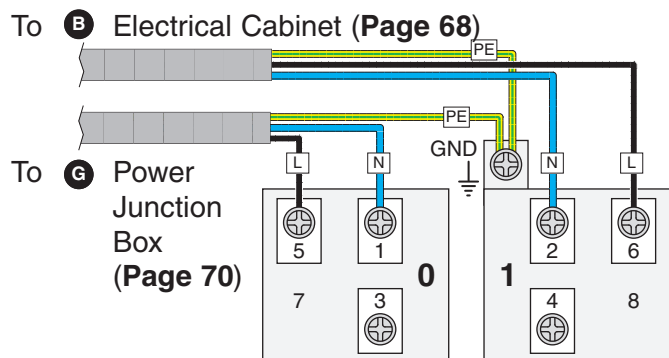 To B Electrical Cabinet (Page 68)
PE
PE
GND
L N N L
To G Power
Junction
Box
(Page 70)
5 1 2 6
0 1
7 3 4 8